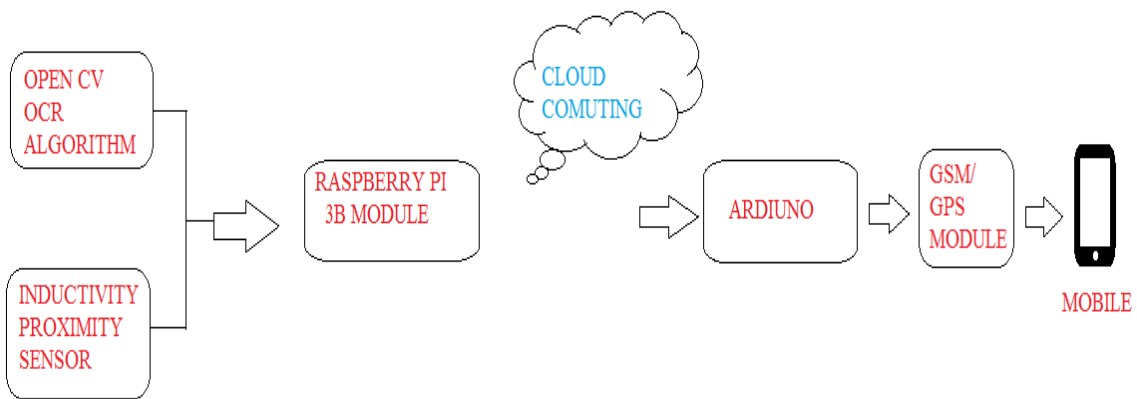 OPEN CV
OCR
ALGORITHM
INDUCTIVITY
PROXIMITY
SENSOR
RASPBERRY PI
3B MODULE
CLOUD
COMUTING
ARDIUNO
GSM/
GPS
MODULE
MOBILE